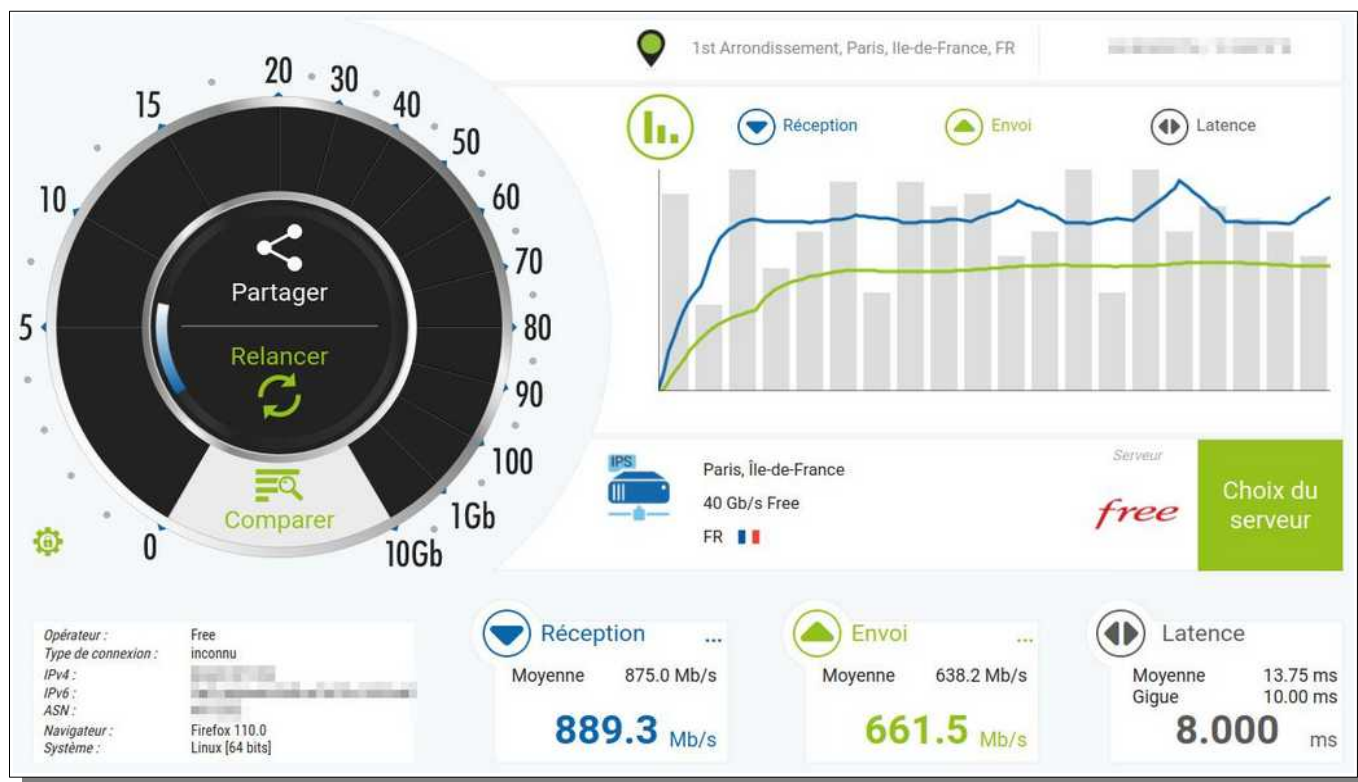 1st Arrondissement, Paris, Ile-de-France, FR
Réception
Envoi
Latence
0
5
10
15
20
30
40
50
60
70
80
90
100
1Gb
10Gb
Partager
Relancer
Comparer
IPS
Paris, Île-de-France
40 Gb/s Free
FR
Serveur
free
Choix du
serveur
Opérateur : Free
Type de connexion : inconnu
IPv4 :
IPv6 :
ASN :
Navigateur : Firefox 110.0
Système : Linux [64 bits]
Réception ...
Moyenne 875.0 Mb/s
889.3 Mb/s
Envoi ...
Moyenne 638.2 Mb/s
661.5 Mb/s
Latence
Moyenne 13.75 ms
Gigue 10.00 ms
8.000 ms